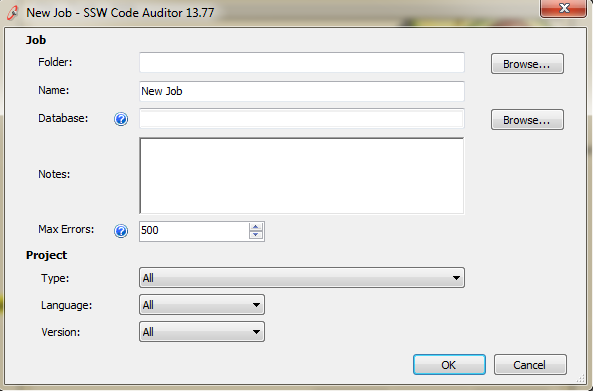 New Job - SSW Code Auditor 13.77
Job
Folder:
Browse...
Name:
New Job
Database:
?
Browse...
Notes:
Max Errors:
?
500
Project
Type:
All
Language:
All
Version:
All
OK
Cancel